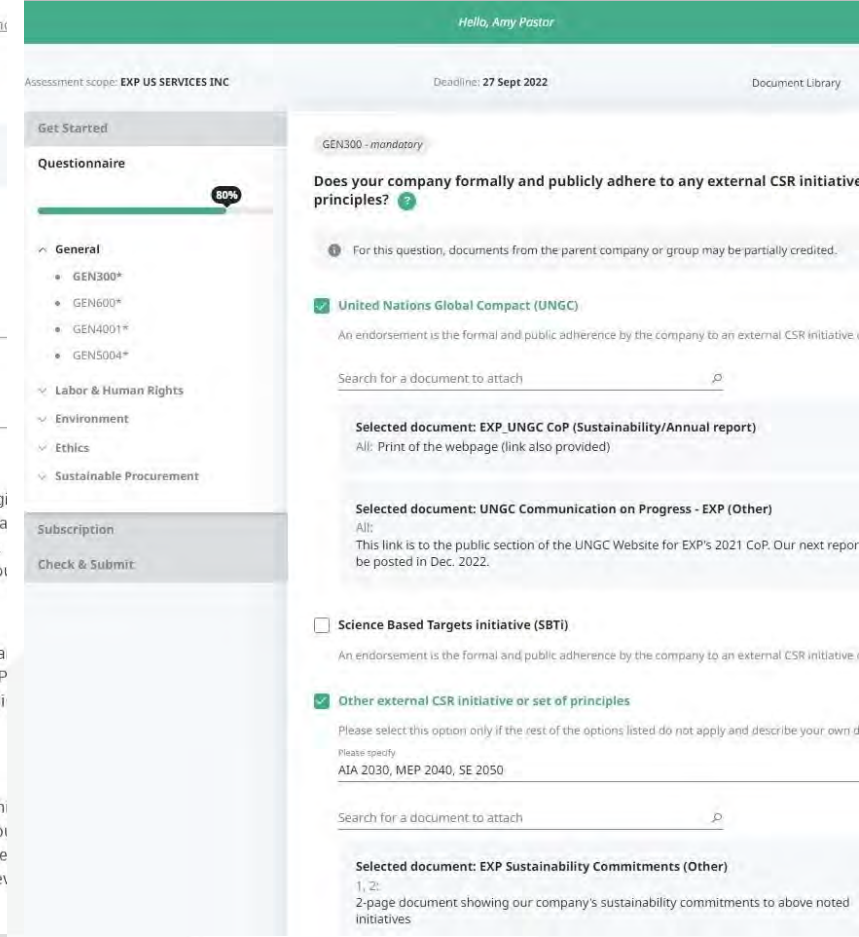 Hello, Amy Pastor
Assessment scope: EXP US SERVICES INC
Deadline: 27 Sept 2022
Document Library
Get Started
Questionnaire
80%
General
GEN300*
GEN600*
GEN4001*
GEN5004*
Labor & Human Rights
Environment
Ethics
Sustainable Procurement
Subscription
Check & Submit
GEN300 - mandatory
Does your company formally and publicly adhere to any external CSR initiative
principles? ?
For this question, documents from the parent company or group may be partially credited.
United Nations Global Compact (UNGC)
An endorsement is the formal and public adherence by the company to an external CSR initiative
Search for a document to attach
Selected document: EXP_UNGC CoP (Sustainability/Annual report)
All: Print of the webpage (link also provided)
Selected document: UNGC Communication on Progress - EXP (Other)
All:
This link is to the public section of the UNGC Website for EXP's 2021 CoP. Our next repor
be posted in Dec. 2022.
Science Based Targets initiative (SBTi)
An endorsement is the formal and public adherence by the company to an external CSR initiative
Other external CSR initiative or set of principles
Please select this option only if the rest of the options listed do not apply and describe your own d
Please specify
AIA 2030, MEP 2040, SE 2050
Search for a document to attach
Selected document: EXP Sustainability Commitments (Other)
1, 2:
2-page document showing our company's sustainability commitments to above noted
initiatives